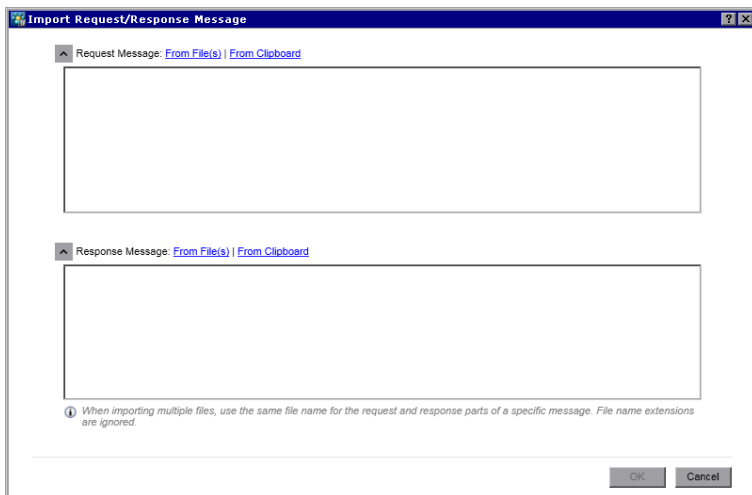 Import Request/Response Message
Request Message: From File(s) | From Clipboard
Response Message: From File(s) | From Clipboard
When importing multiple files, use the same file name for the request and response parts of a specific message. File name extensions
are ignored.
OK Cancel